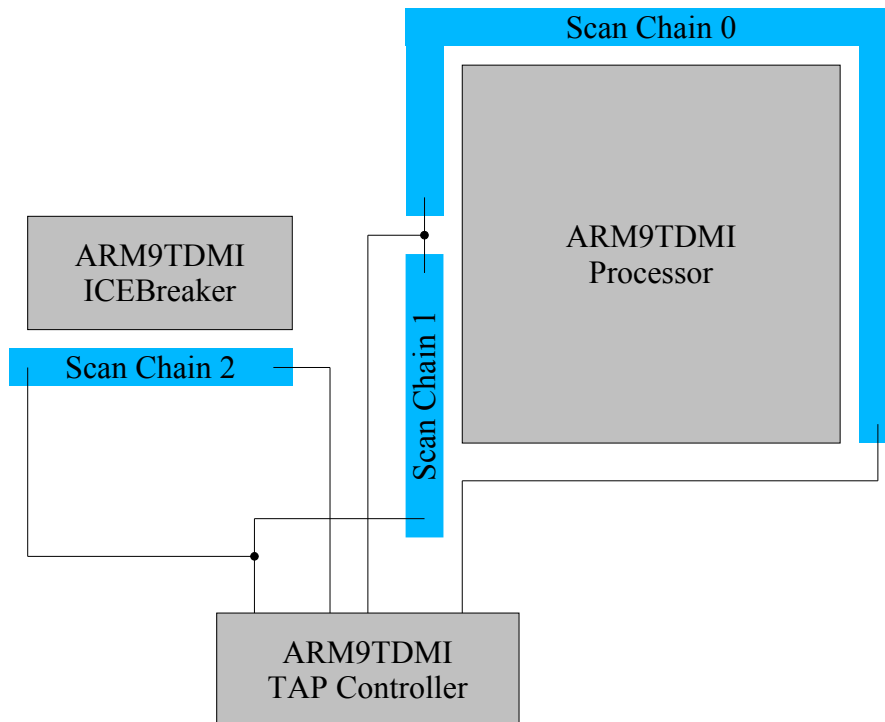 Scan Chain 0
ARM9TDMI
Processor
ARM9TDMI
ICEBreaker
Scan Chain 1
Scan Chain 2
ARM9TDMI
TAP Controller